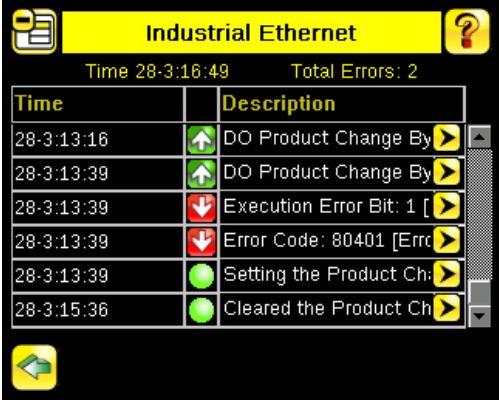 Industrial Ethernet
?
Time 28-3:16:49 Total Errors: 2
Time Description
28-3:13:16 DO Product Change By
28-3:13:39 DO Product Change By
28-3:13:39 Execution Error Bit: 1 [
28-3:13:39 Error Code: 80401 [Erro
28-3:13:39 Setting the Product Ch
28-3:15:36 Cleared the Product Ch